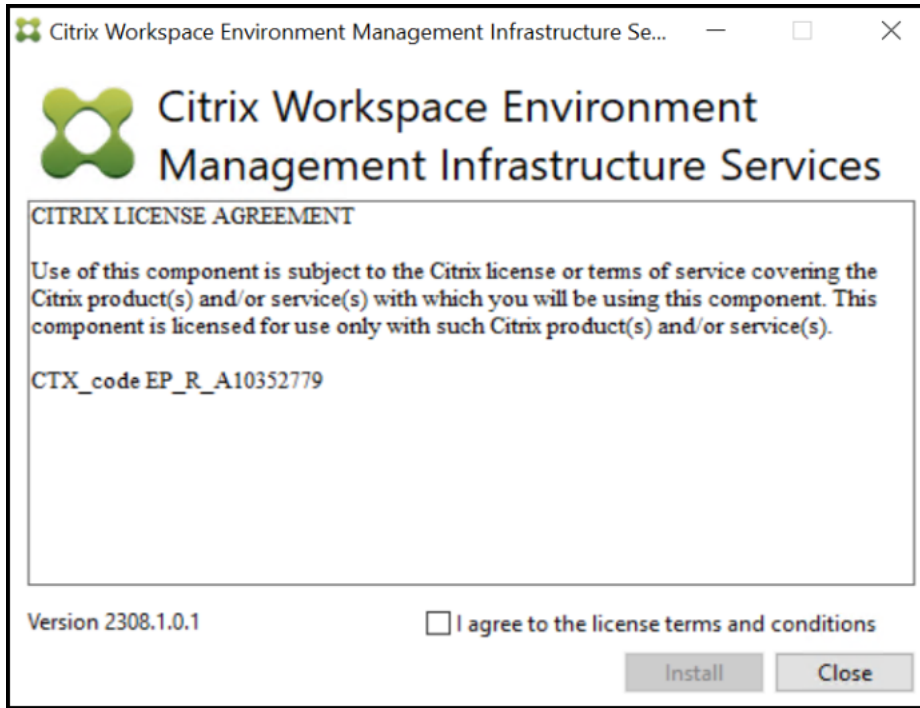 Citrix Workspace Environment Management Infrastructure Se...
Citrix Workspace Environment
Management Infrastructure Services
CITRIX LICENSE AGREEMENT
Use of this component is subject to the Citrix license or terms of service covering the
Citrix product(s) and/or service(s) with which you will be using this component. This
component is licensed for use only with such Citrix product(s) and/or service(s).
CTX_code EP_R_A10352779
Version 2308.1.0.1
I agree to the license terms and conditions
Install
Close